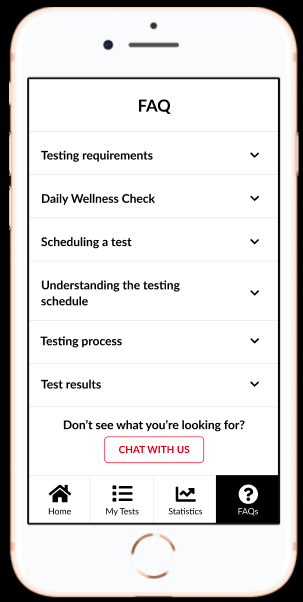 FAQ
Testing requirements
Daily Wellness Check
Scheduling a test
Understanding the testing
schedule
Testing process
Test results
Don't see what you're looking for?
CHAT WITH US
Home
My Tests
Statistics
FAQs